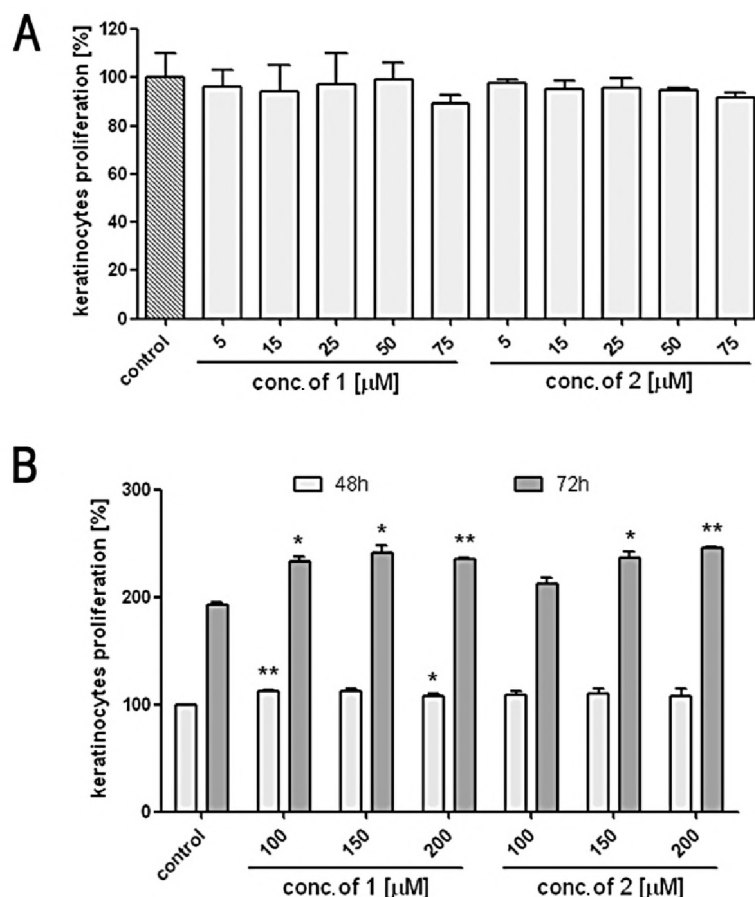 A
keratinocytes proliferation [%]
120
100
80
60
40
20
0
control 5 15 25 50 75 5 15 25 50 75
conc.of 1 [µM] conc.of 2 [µM]
B
keratinocytes proliferation [%]
48h 72h
300
200
100
0
* * ** * **
** *
control 100 150 200 100 150 200
conc.of 1 [µM] conc.of 2 [µM]